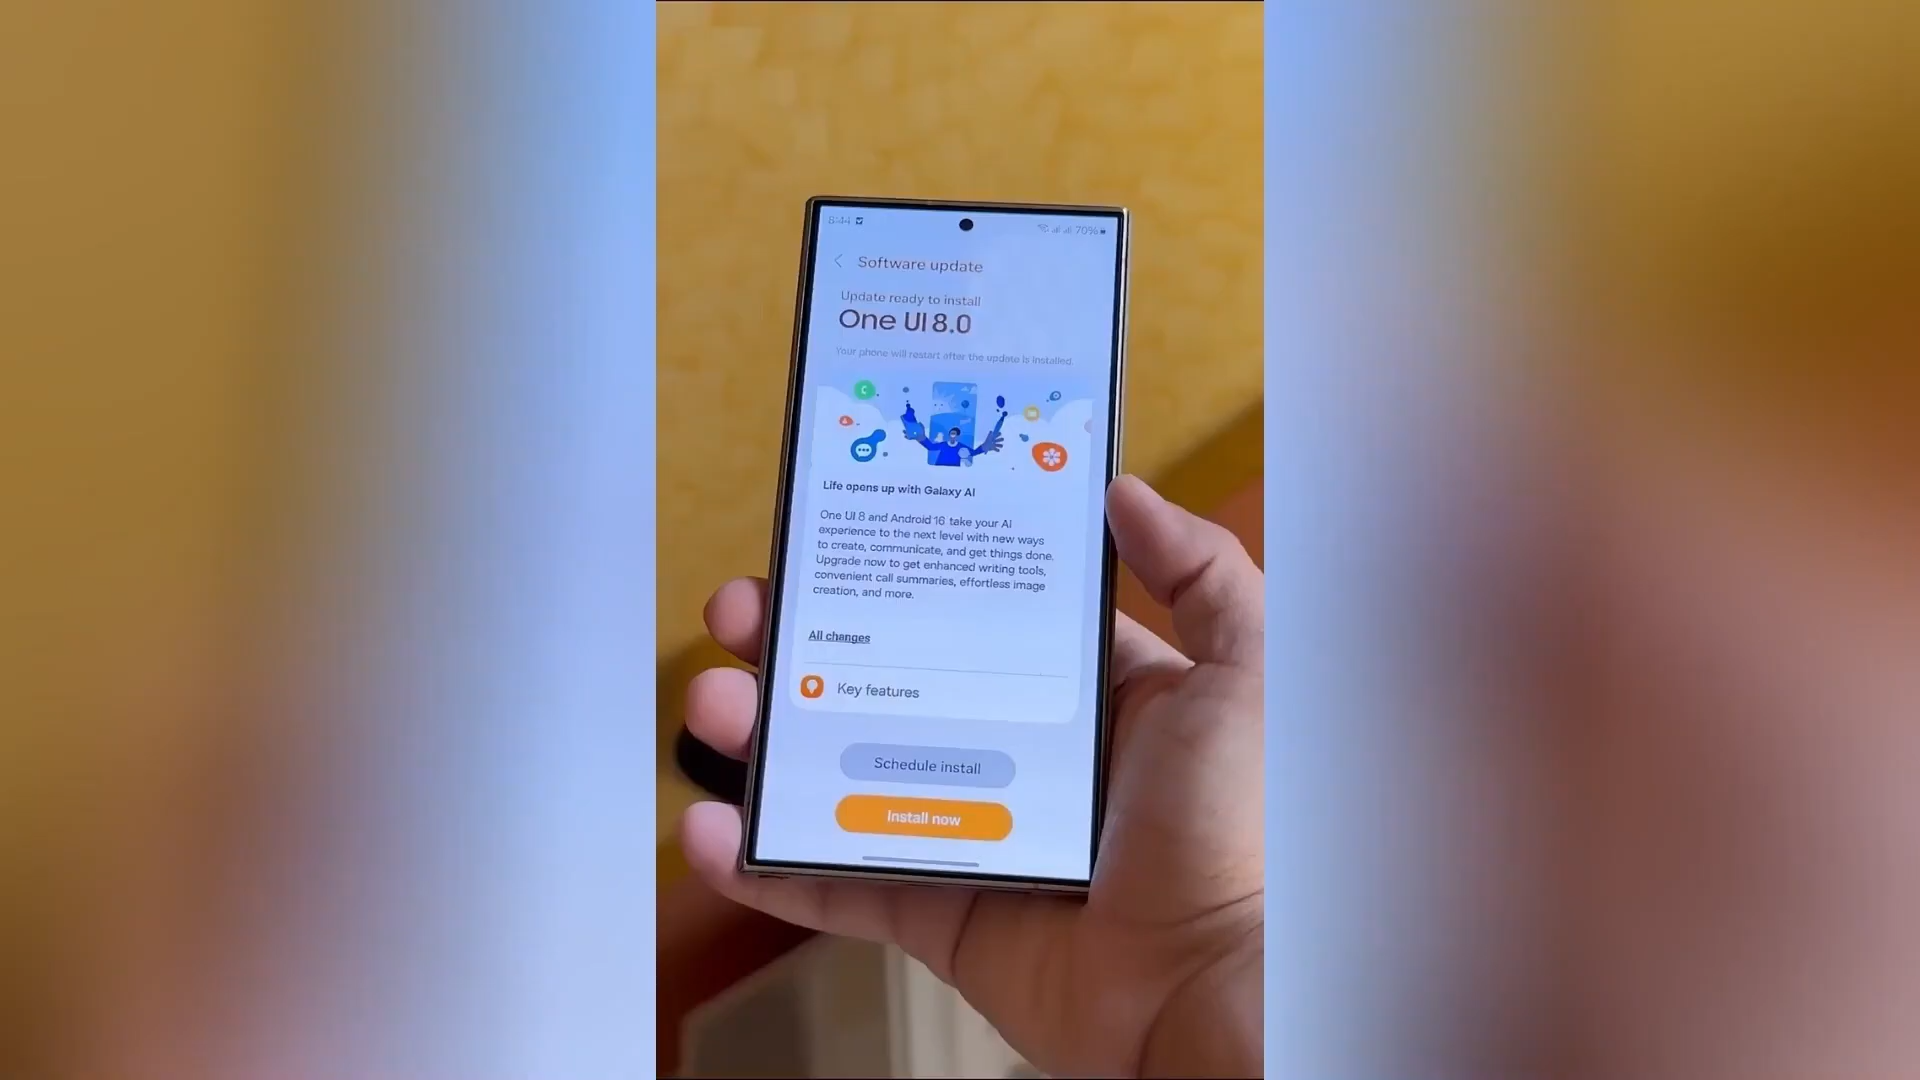 8:44
70%
Software update
Update ready to install
One UI 8.0
Your phone will restart after the update is installed.
Life opens up with Galaxy AI
One UI 8 and Android 16 take your AI
experience to the next level with new ways
to create, communicate, and get things done.
Upgrade now to get enhanced writing tools,
convenient call summaries, effortless image
creation, and more.
All changes
Key features
Schedule install
Install now